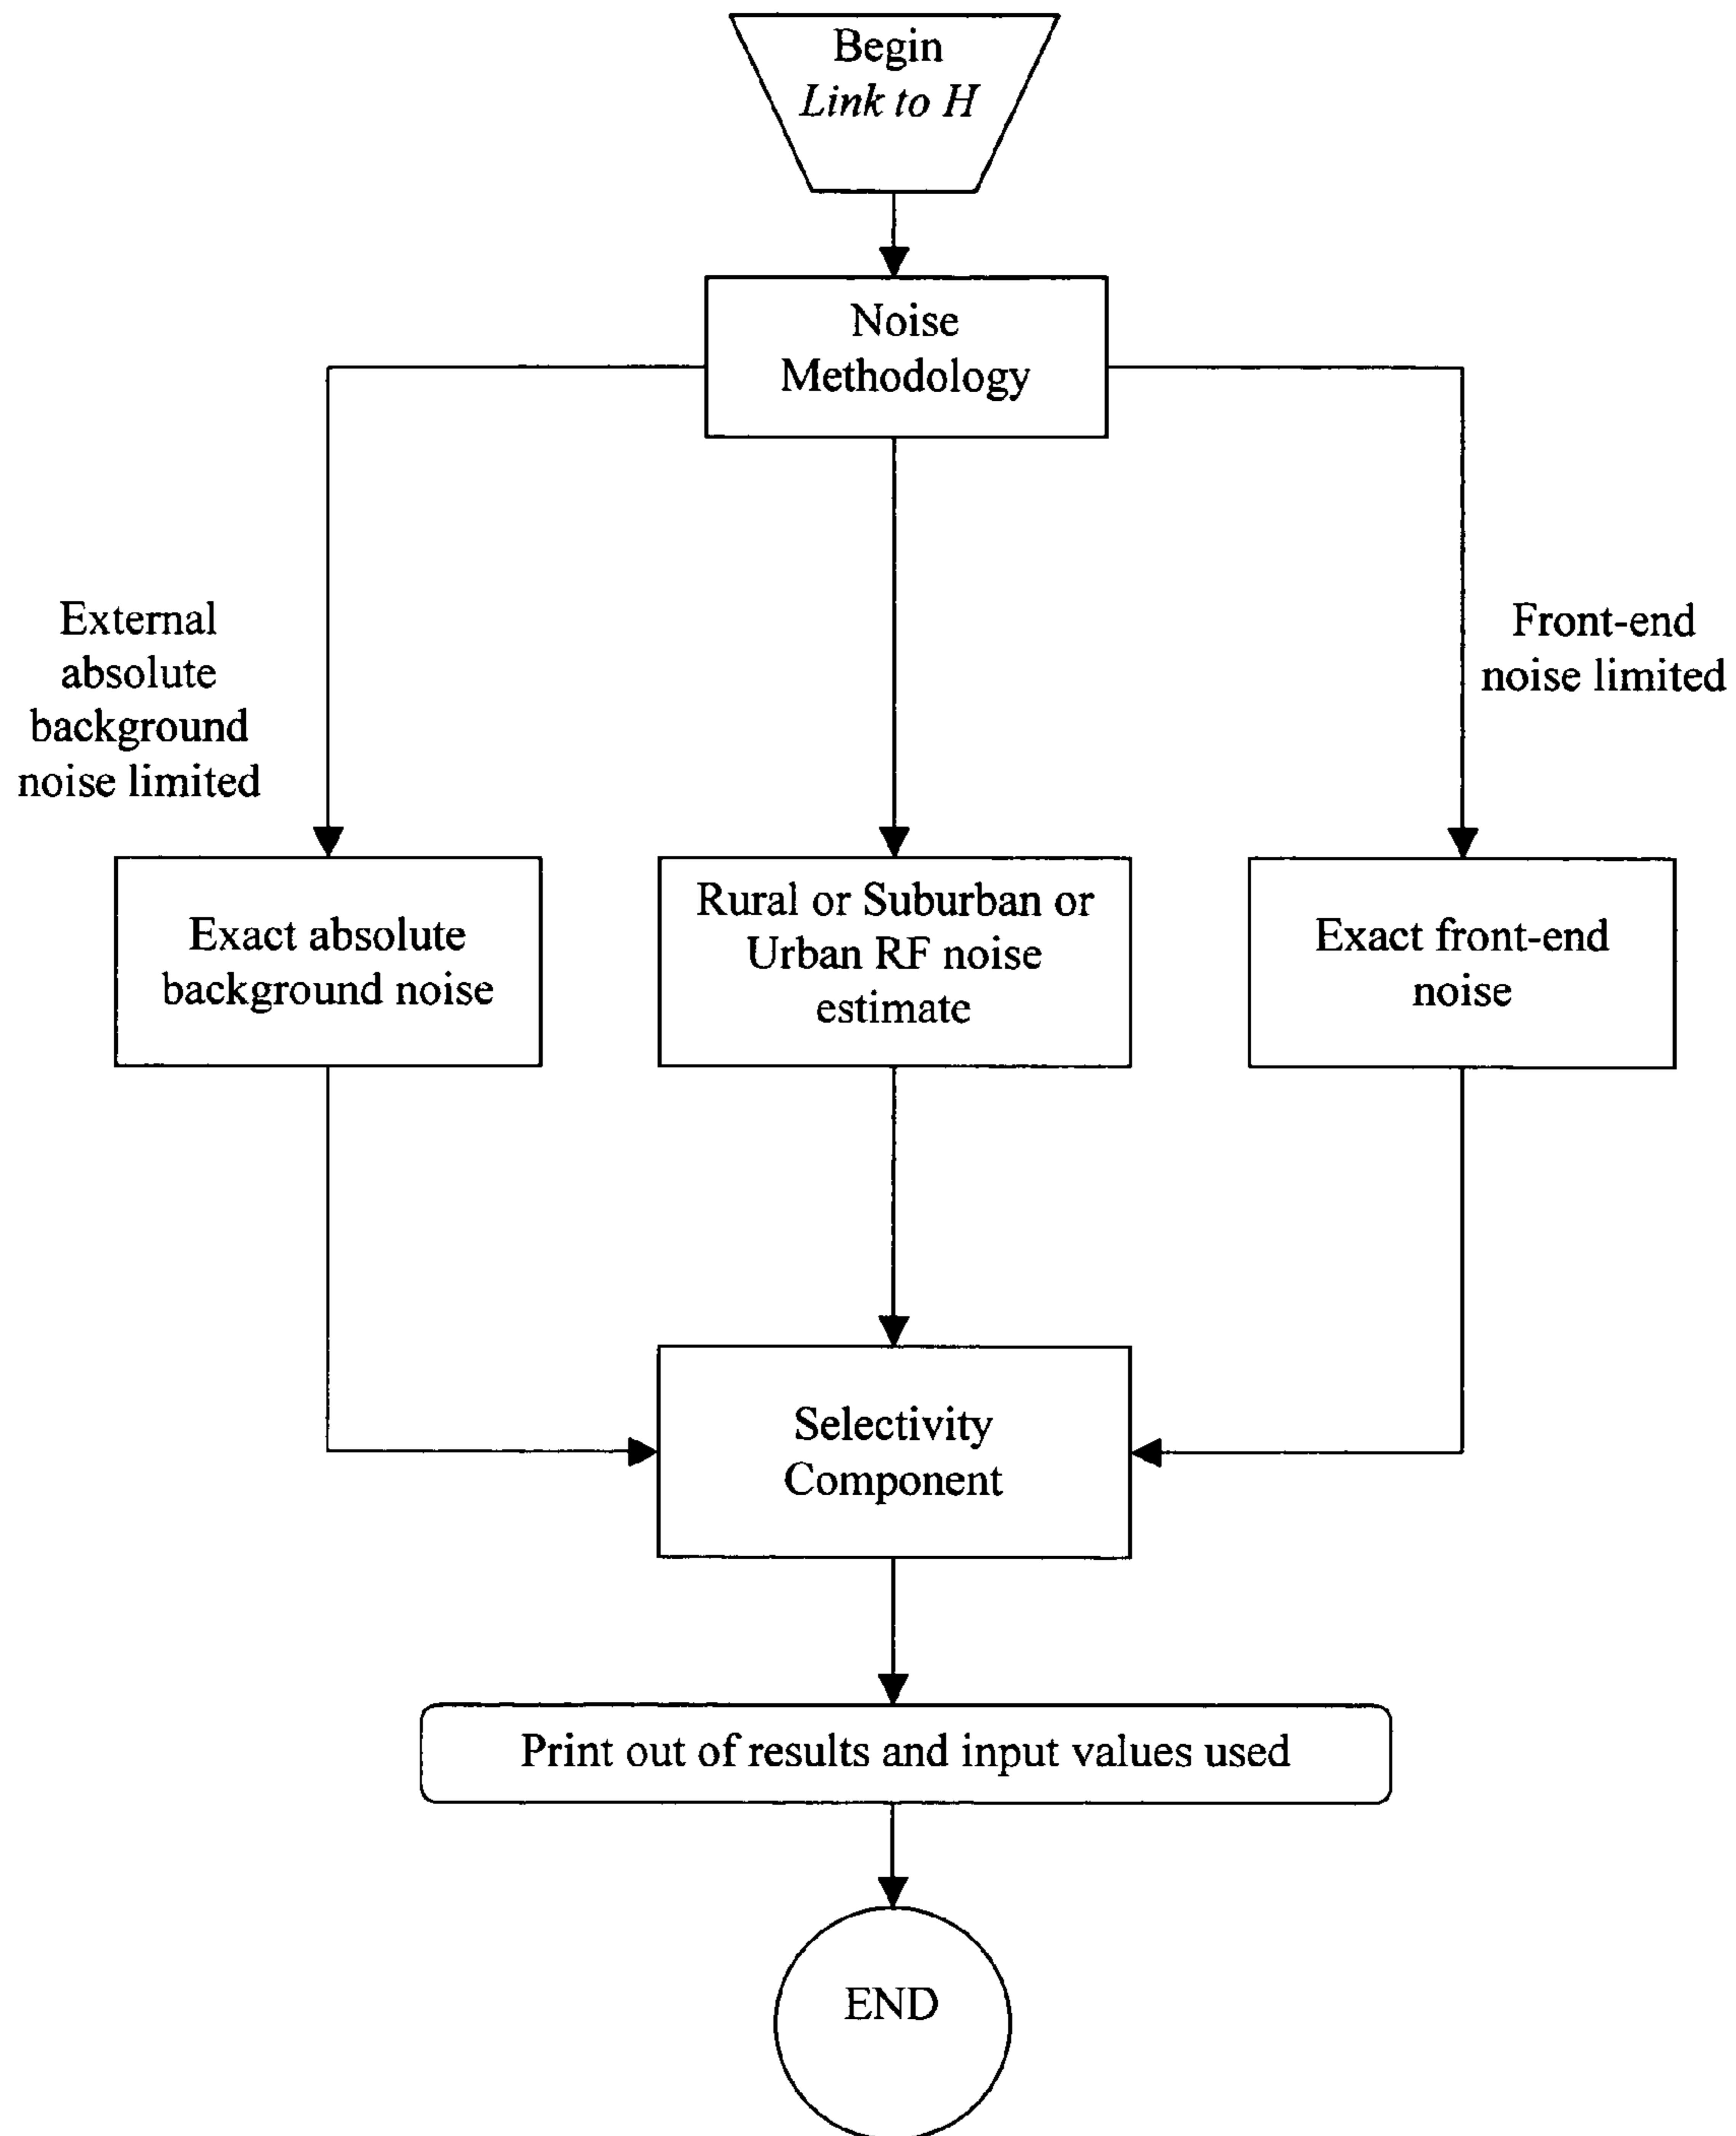 Begin
Link to H
Noise
Methodology
External
absolute
background
noise limited
Front-end
noise limited
Exact absolute
background noise
Rural or Suburban or
Urban RF noise
estimate
Exact front-end
noise
Selectivity
Component
Print out of results and input values used
END